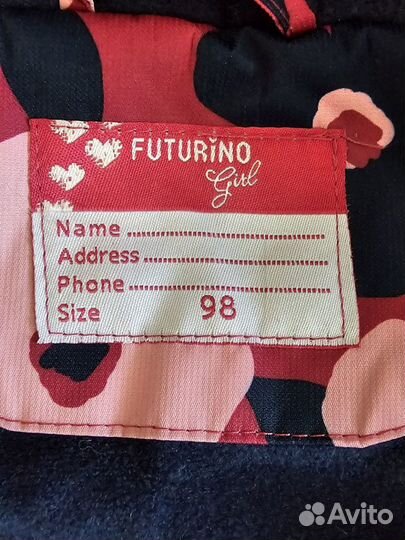 FUTURINO
Girl
Name
Address
Phone
Size 98
Avito